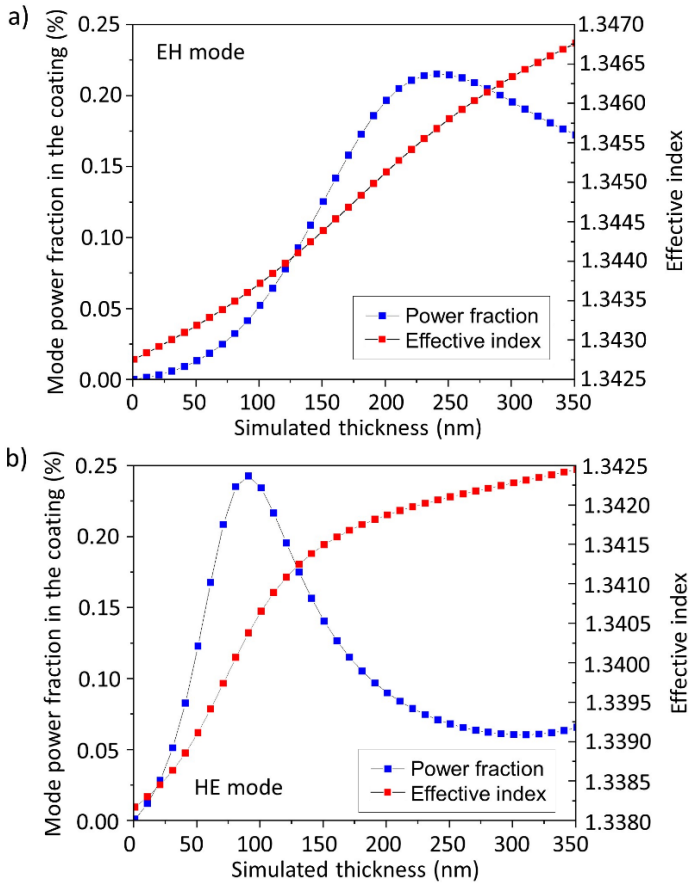 a)
EH mode
Mode power fraction in the coating (%)
0.25
0.20
0.15
0.10
0.05
0.00
1.3470
1.3465
1.3460
1.3455
1.3450
1.3445
1.3440
1.3435
1.3430
1.3425
Effective index
Power fraction
Effective index
0 50 100 150 200 250 300 350
Simulated thickness (nm)
b)
HE mode
Mode power fraction in the coating (%)
0.25
0.20
0.15
0.10
0.05
0.00
1.3425
1.3420
1.3415
1.3410
1.3405
1.3400
1.3395
1.3390
1.3385
1.3380
Effective index
Power fraction
Effective index
0 50 100 150 200 250 300 350
Simulated thickness (nm)